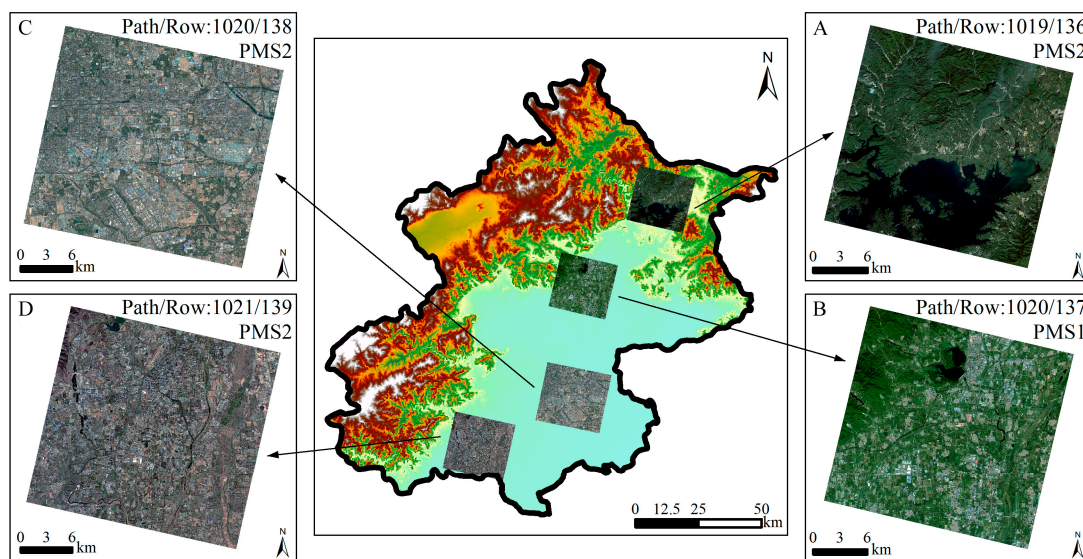 C
Path/Row:1020/138
PMS2
0 3 6
km
N
D
Path/Row:1021/139
PMS2
0 3 6
km
N
N
0 12.5 25 50
km
A
Path/Row:1019/136
PMS2
0 3 6
km
N
B
Path/Row:1020/137
PMS1
0 3 6
km
N